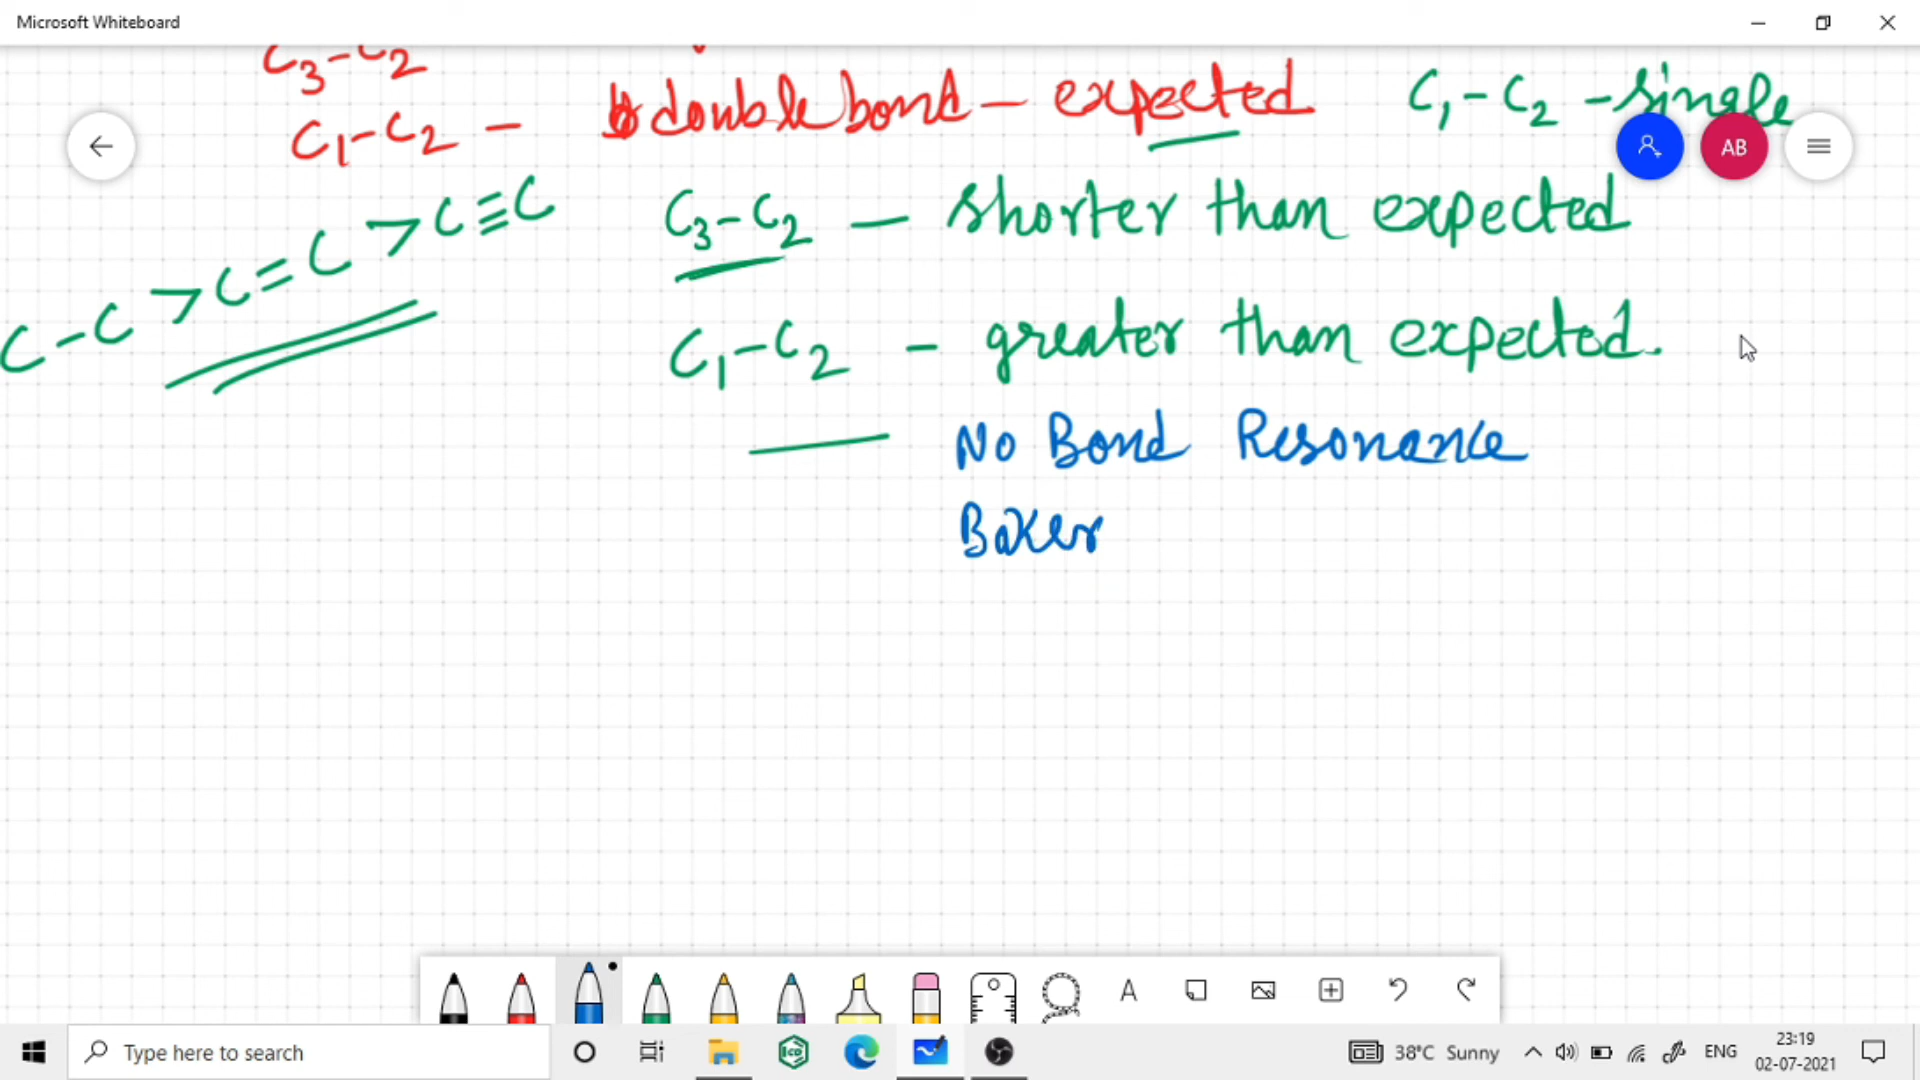 Microsoft Whiteboard
C3-C2
C1-C2 - double bond - expected
C1-C2 - single
C3-C2 - shorter than expected
C-C > C=C > C≡C
C1-C2 - greater than expected.
No Bond Resonance
Baker
AB
A
Type here to search
38°C Sunny
ENG
23:19
02-07-2021